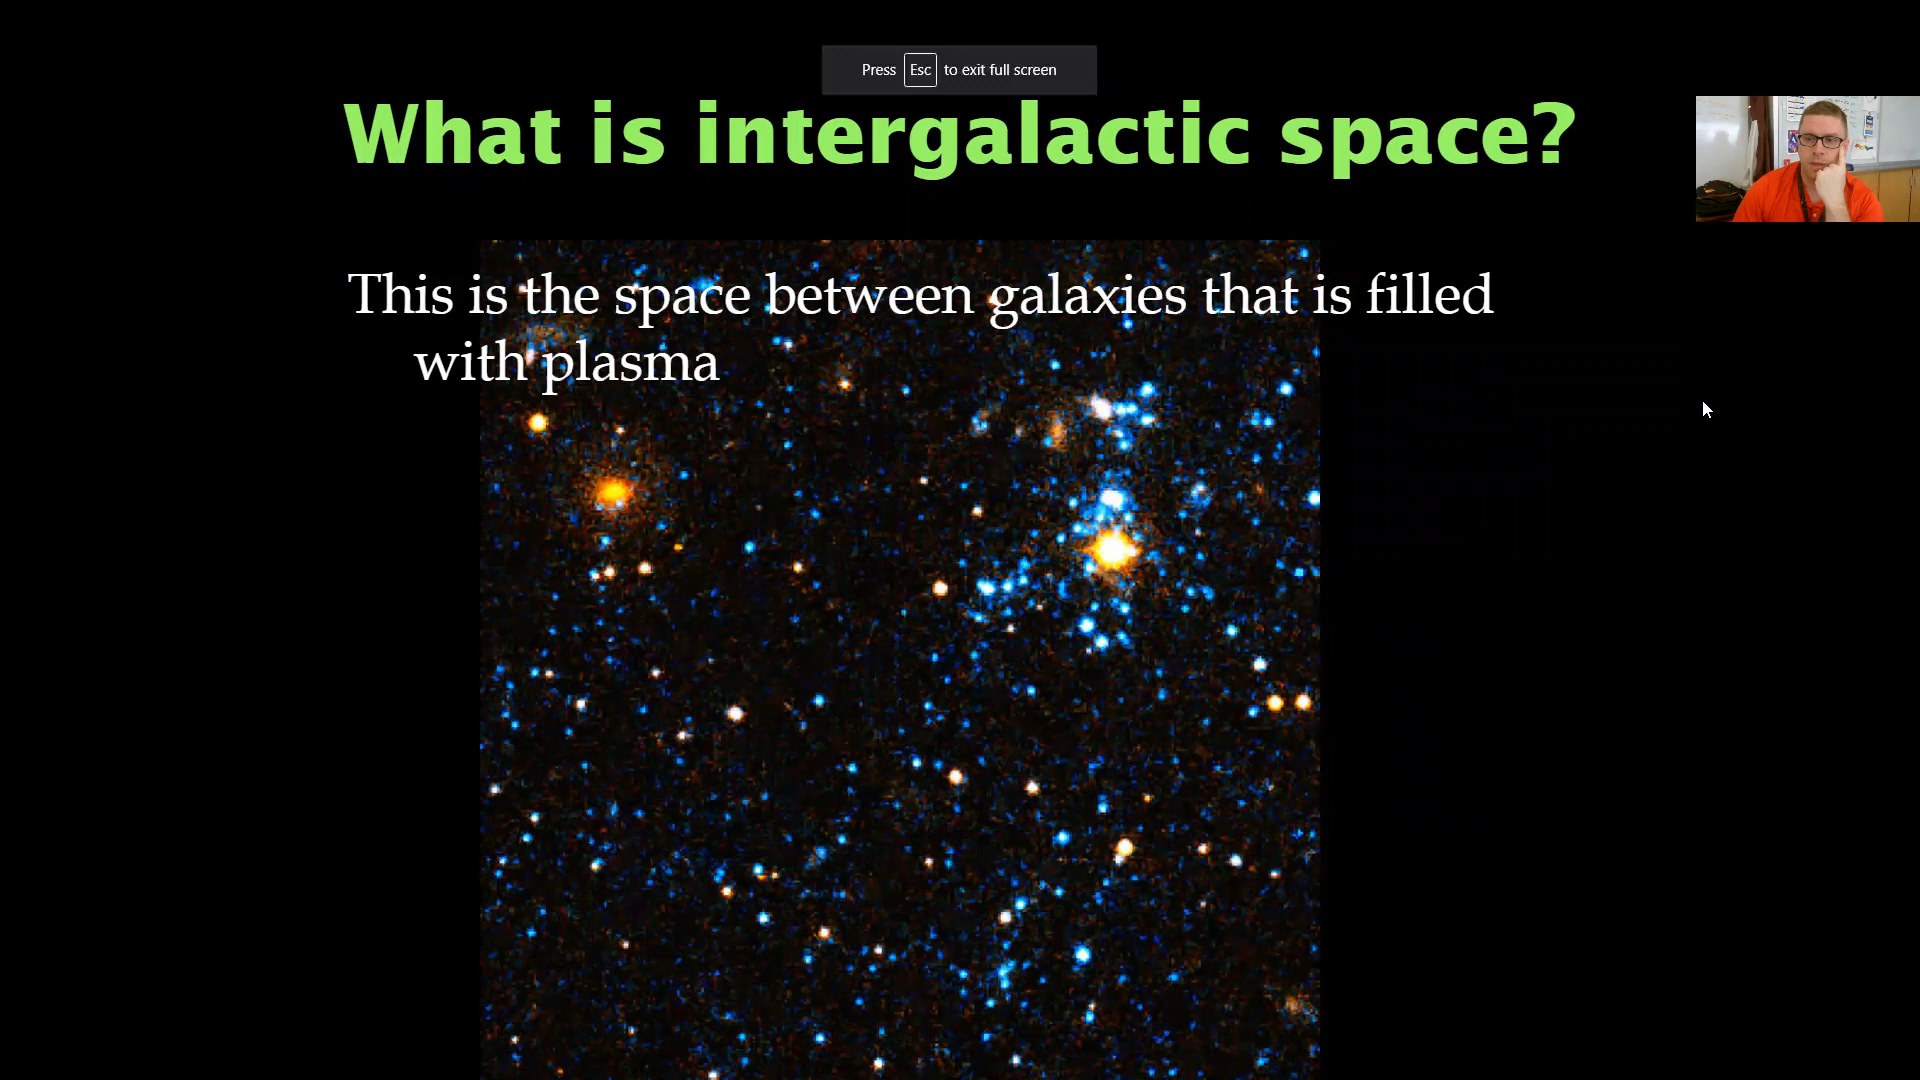 Press Esc to exit full screen
What is intergalactic space?
This is the space between galaxies that is filled
with plasma